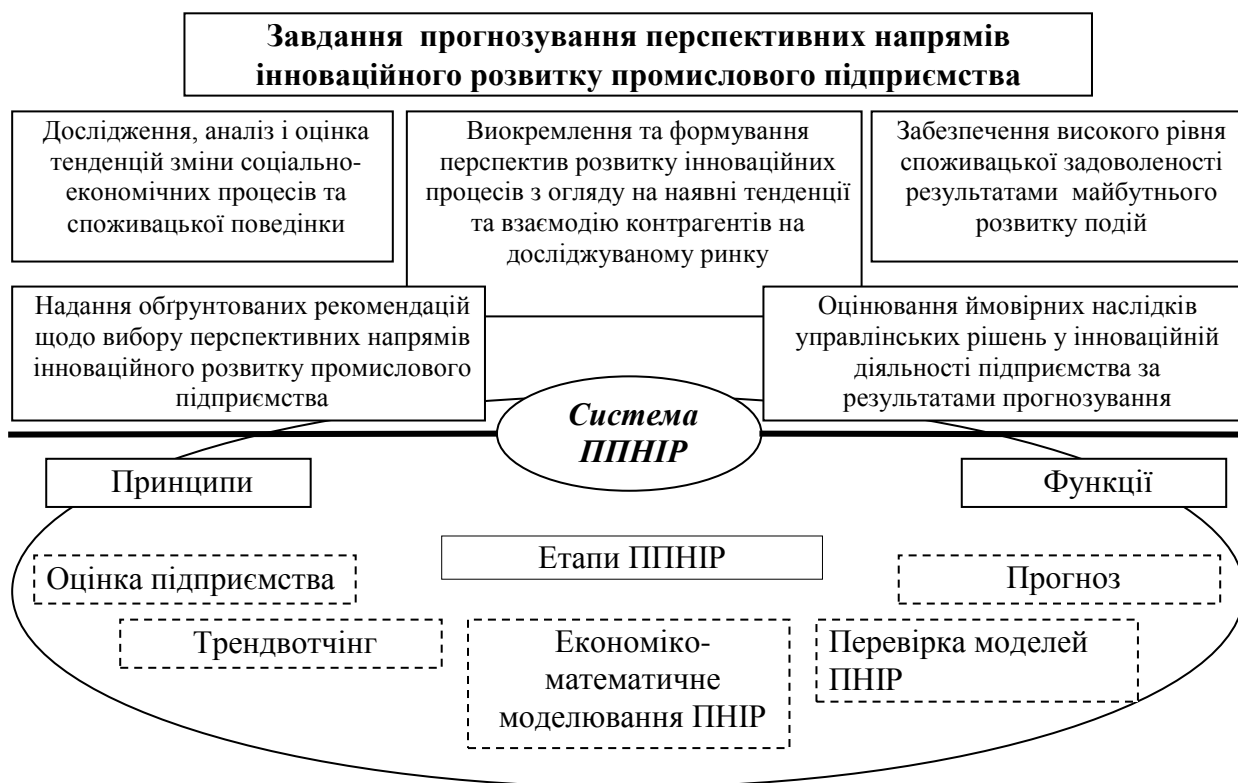 Завдання прогнозування перспективних напрямів
інноваційного розвитку промислового підприємства
Дослідження, аналіз і оцінка
тенденцій зміни соціально-
економічних процесів та
споживацької поведінки
Виокремлення та формування
перспектив розвитку інноваційних
процесів з огляду на наявні тенденції
та взаємодію контрагентів на
досліджуваному ринку
Забезпечення високого рівня
споживацької задоволеності
результатами майбутнього
розвитку подій
Надання обґрунтованих рекомендацій
щодо вибору перспективних напрямів
інноваційного розвитку промислового
підприємства
Оцінювання ймовірних наслідків
управлінських рішень у інноваційній
діяльності підприємства за
результатами прогнозування
Система
ППНІР
Принципи
Функції
Етапи ППНІР
Оцінка підприємства
Прогноз
Трендвотчінг
Економіко-
математичне
моделювання ПНІР
Перевірка моделей
ПНІР